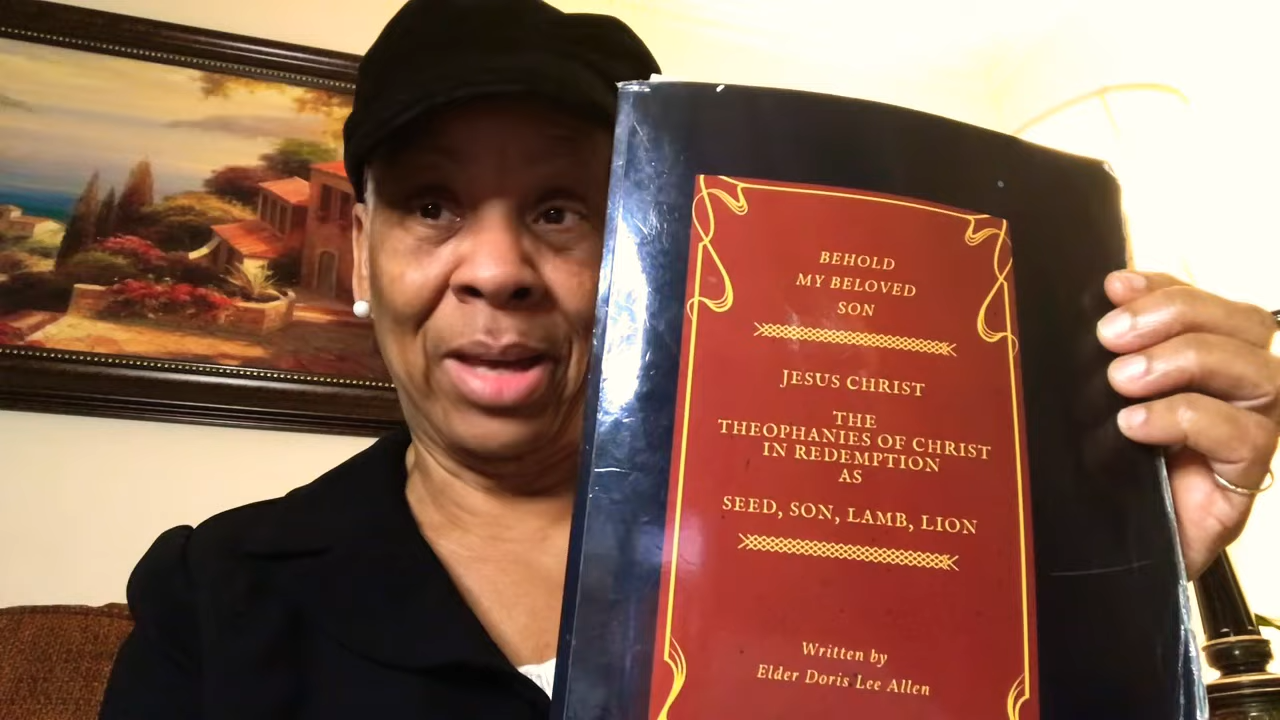 BEHOLD
MY BELOVED
SON
JESUS CHRIST
THE
THEOPHANIES OF CHRIST
IN REDEMPTION
AS
SEED, SON, LAMB, LION
Written by
Elder Doris Lee Allen